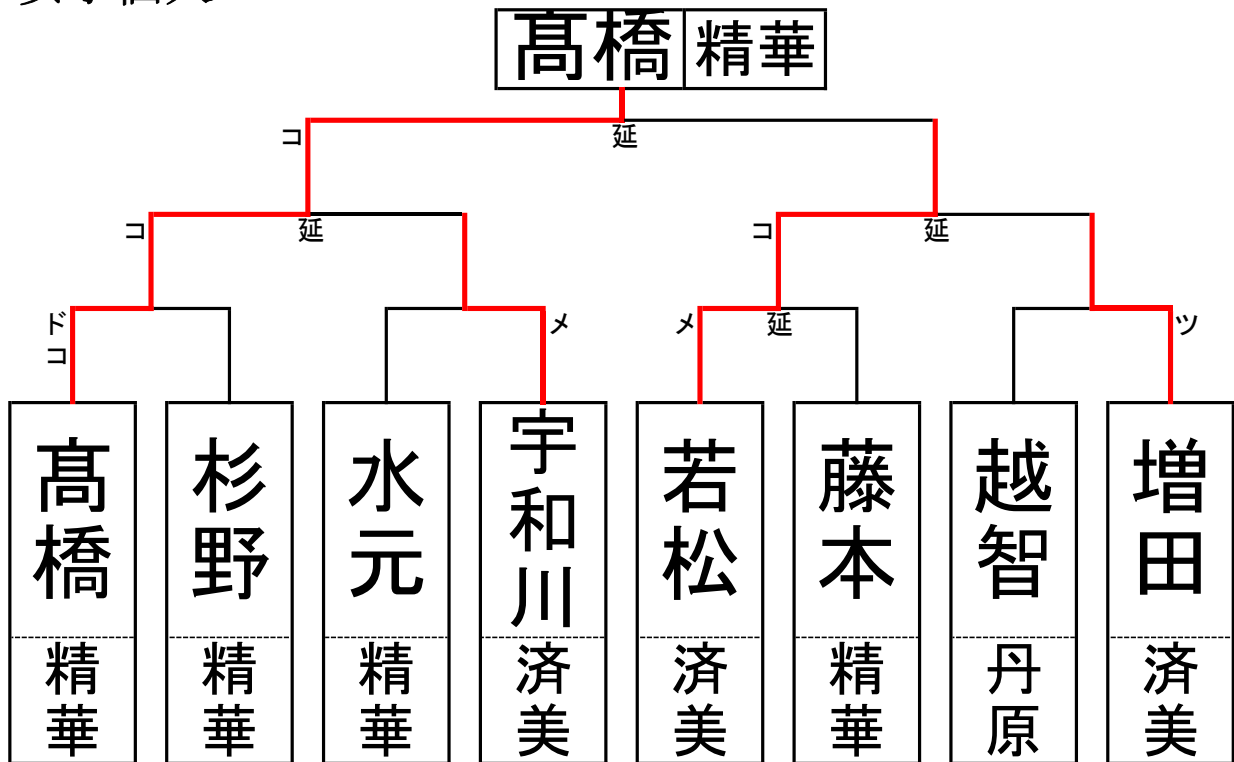 髙橋 精華
コ 延
コ 延 コ 延
ド コ メ メ 延 ツ
髙橋 杉野 水元 宇和川 若松 藤本 越智 増田
精華 精華 精華 済美 済美 精華 丹原 済美